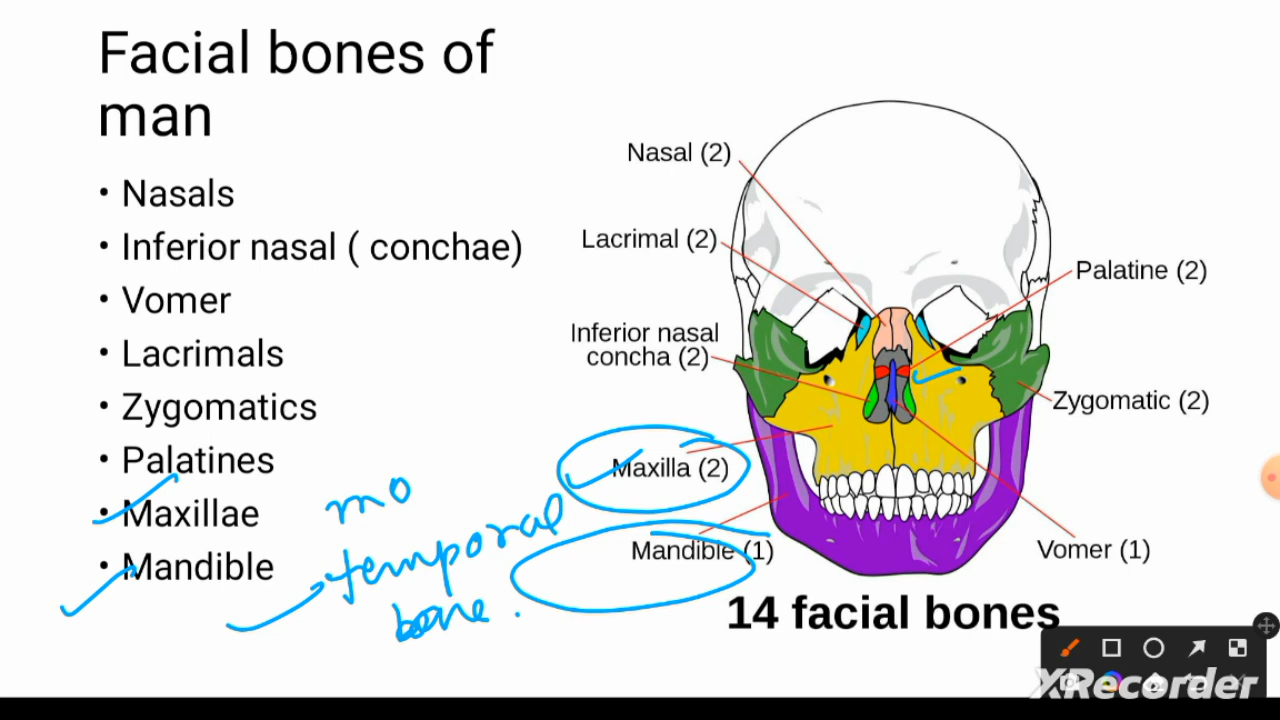 Facial bones of
man
• Nasals
• Inferior nasal ( conchae)
• Vomer
• Lacrimals
• Zygomatics
• Palatines
• Maxillae
• Mandible
mo
temporal
bone.
Nasal (2)
Lacrimal (2)
Inferior nasal
concha (2)
Maxilla (2)
Mandible (1)
Palatine (2)
Zygomatic (2)
Vomer (1)
14 facial bones
XRecorder